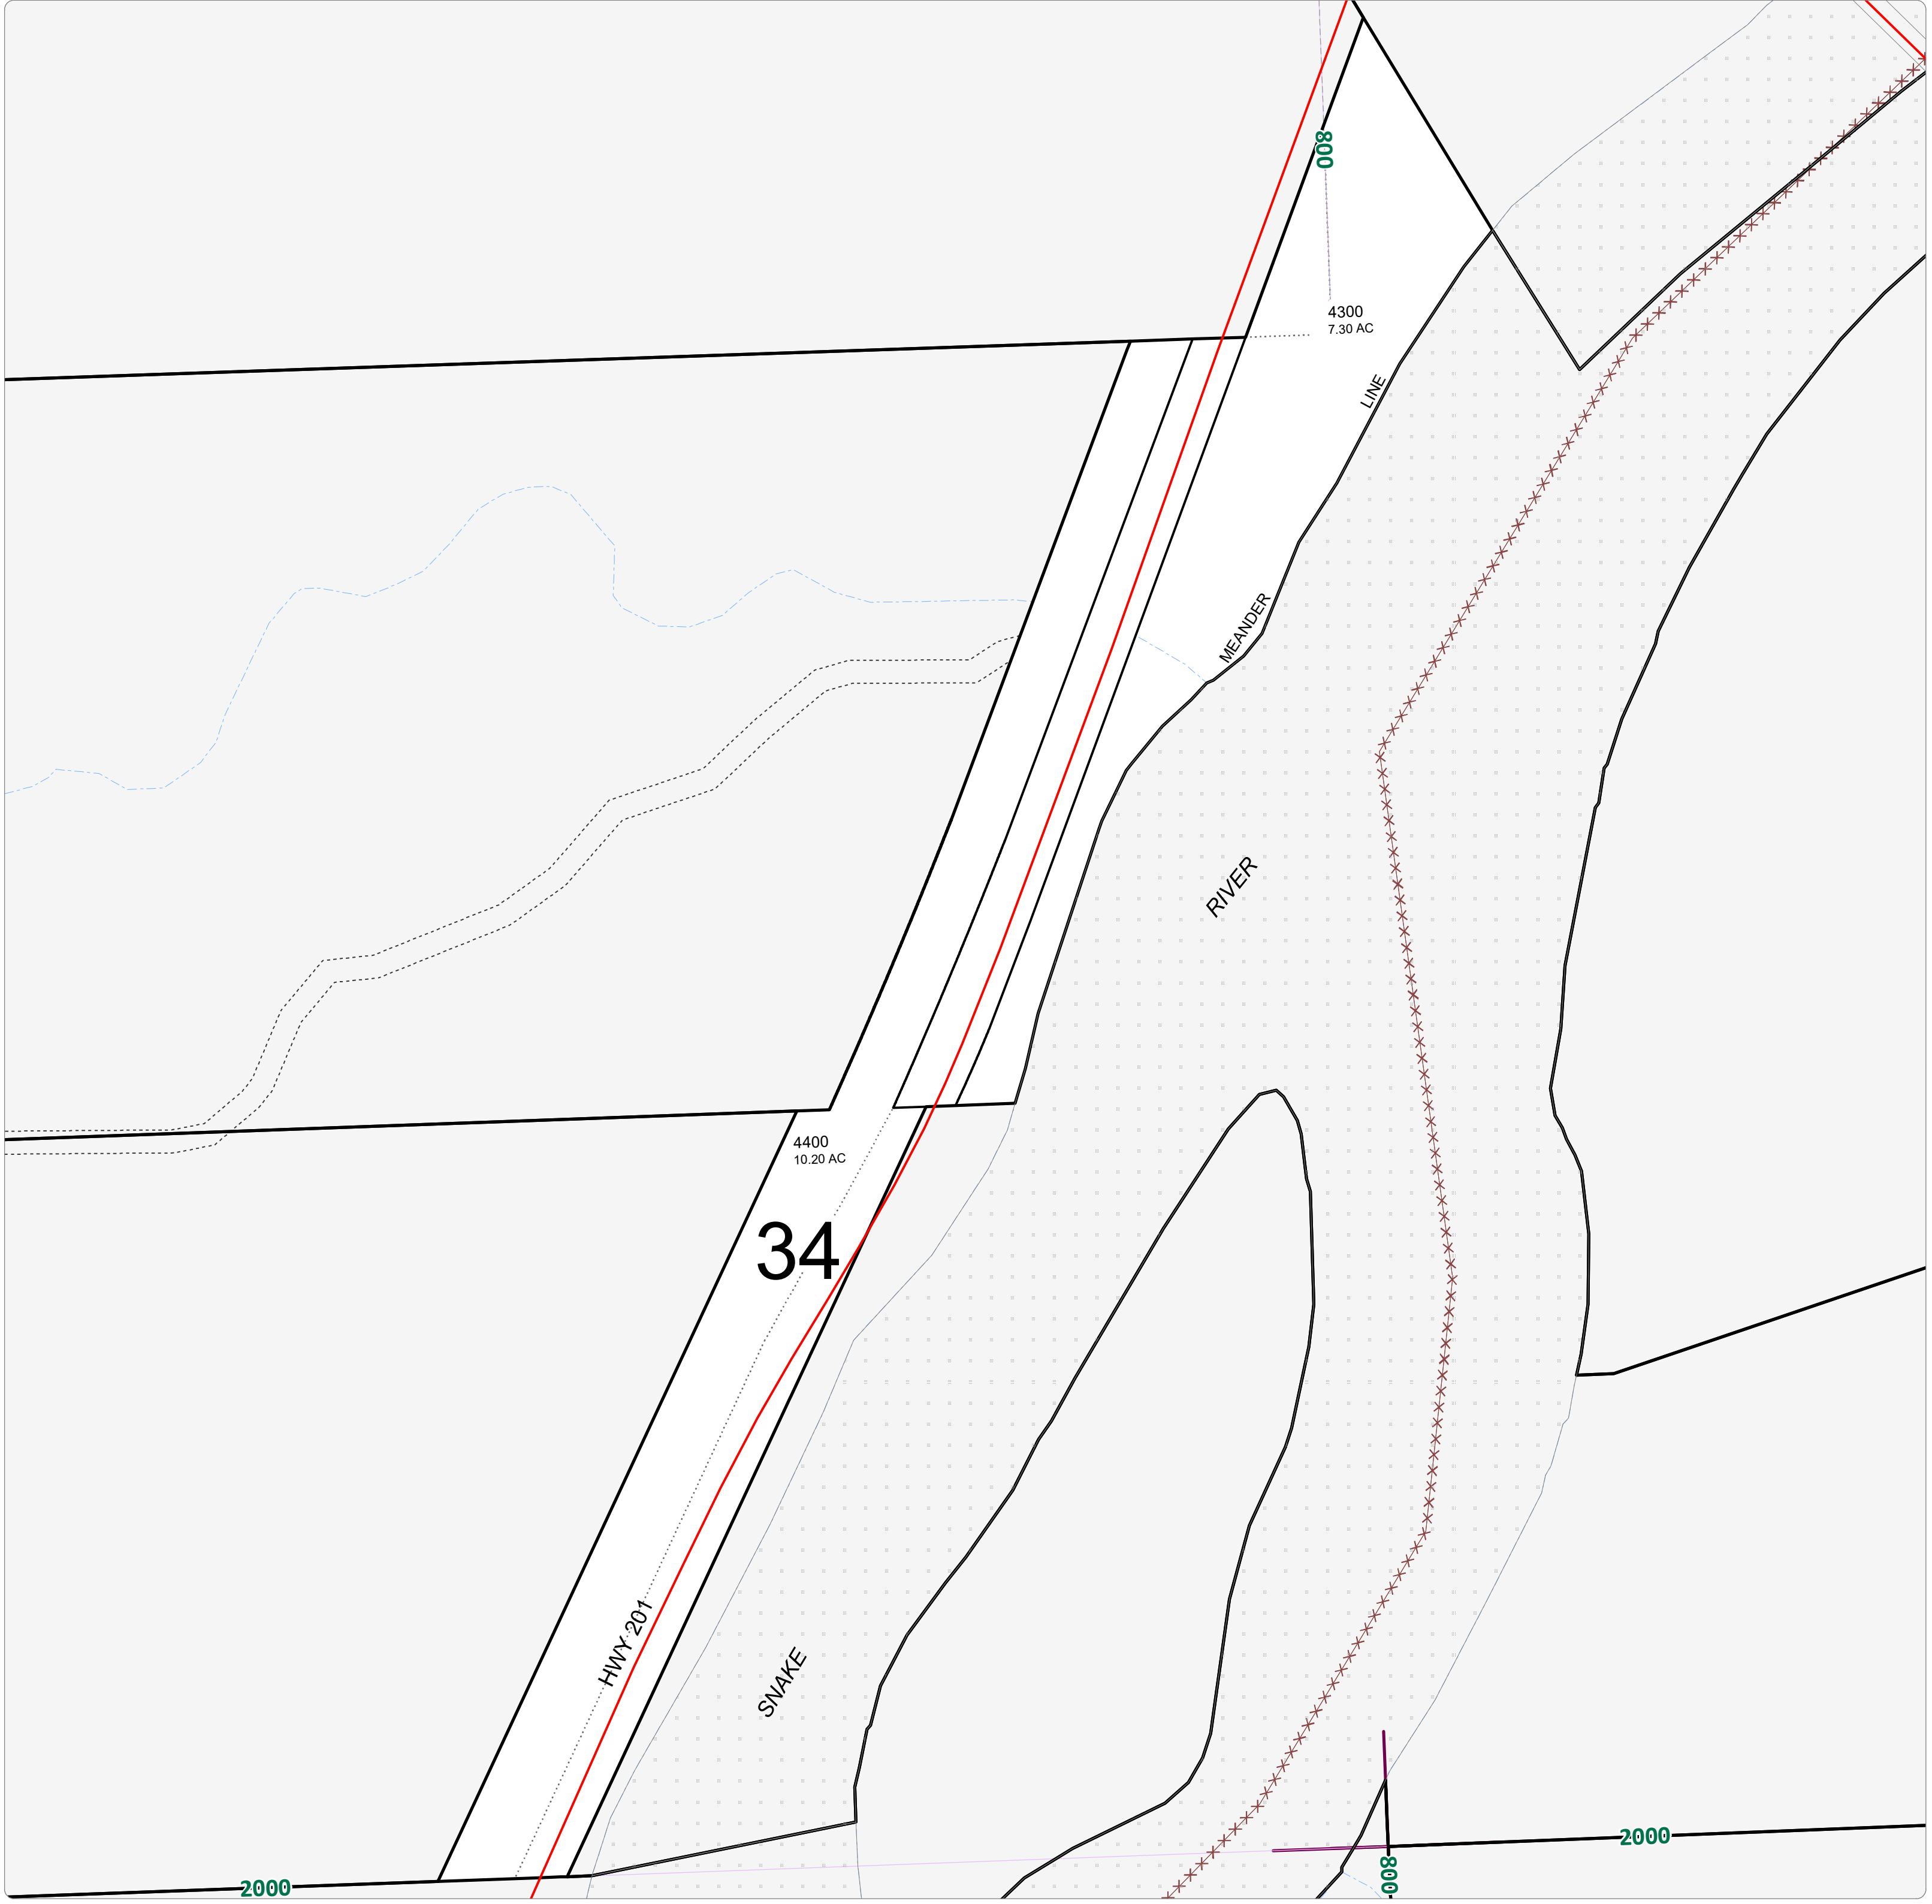 800
4300
7.30 AC
LINE
MEANDER
RIVER
4400
10.20 AC
34
HWY 201
SNAKE
2000
800
2000